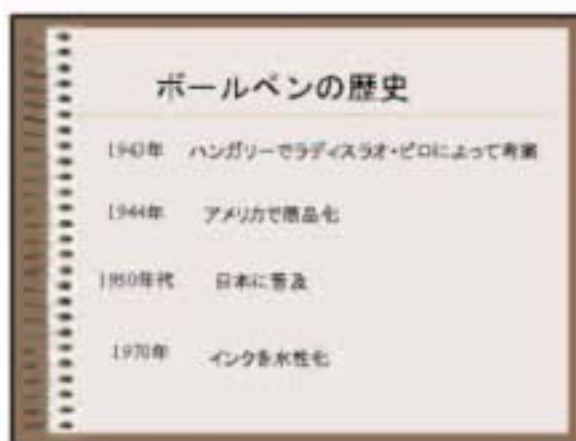 ボールペンの歴史
1943年 ハンガリーでラディスラオ・ビロによって考案
1944年 アメリカで商品化
1950年代 日本に普及
1970年 インクを水性化